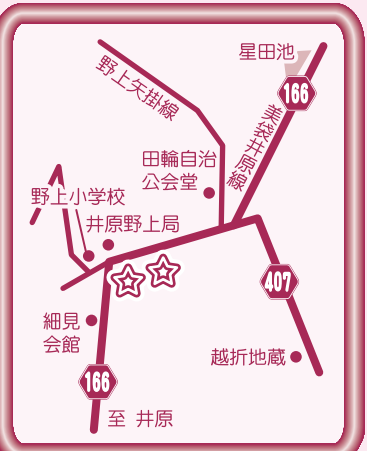 星田池
166
野上矢掛線
美袋井原線
田輪自治
公会堂
野上小学校
井原野上局
407
細見
会館
越折地蔵
166
至 井原